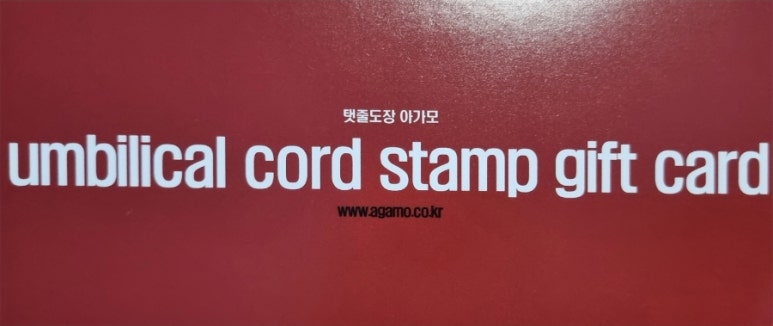 탯줄도장 아가모
umbilical cord stamp gift card
www.agamo.co.kr